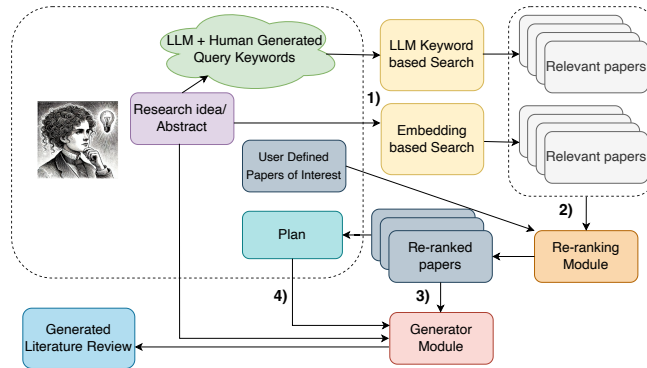 LLM + Human Generated
Query Keywords
LLM Keyword
based Search
Relevant papers
1)
Research idea/
Abstract
Embedding
based Search
Relevant papers
User Defined
Papers of Interest
2)
Plan
Re-ranked
papers
Re-ranking
Module
4)
3)
Generated
Literature Review
Generator
Module